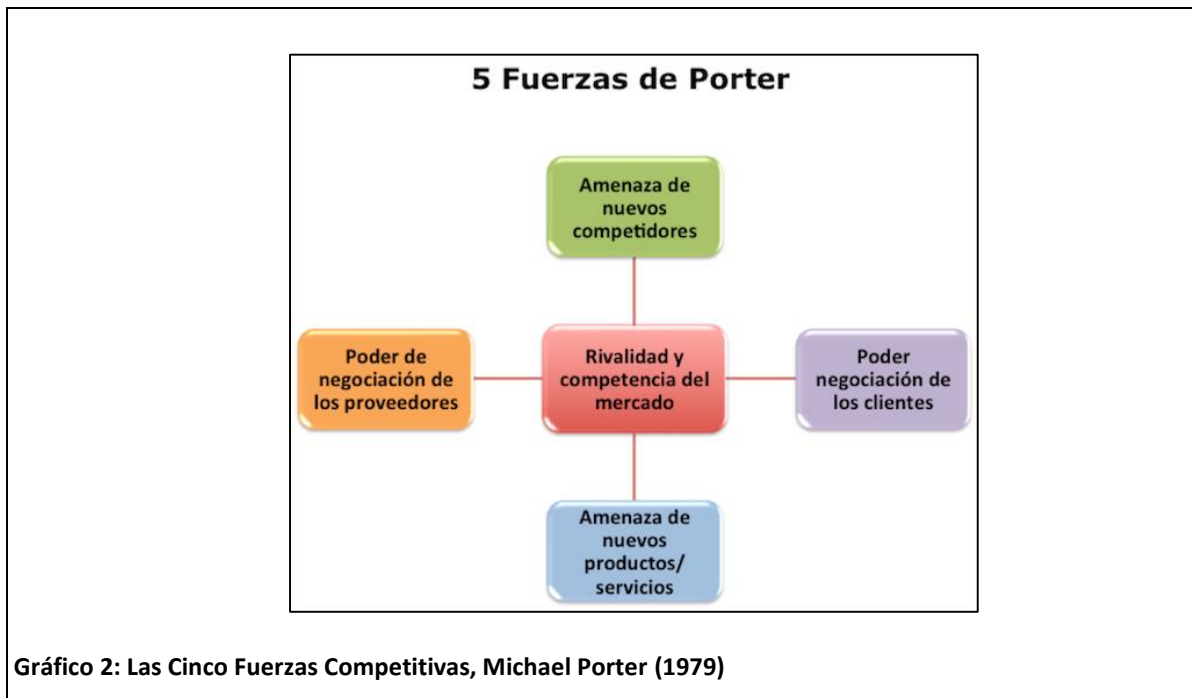 5 Fuerzas de Porter
Amenaza de
nuevos
competidores
Poder de
negociación de
los proveedores
Rivalidad y
competencia del
mercado
Poder
negociación de
los clientes
Amenaza de
nuevos
productos/
servicios
Gráfico 2: Las Cinco Fuerzas Competitivas, Michael Porter (1979)